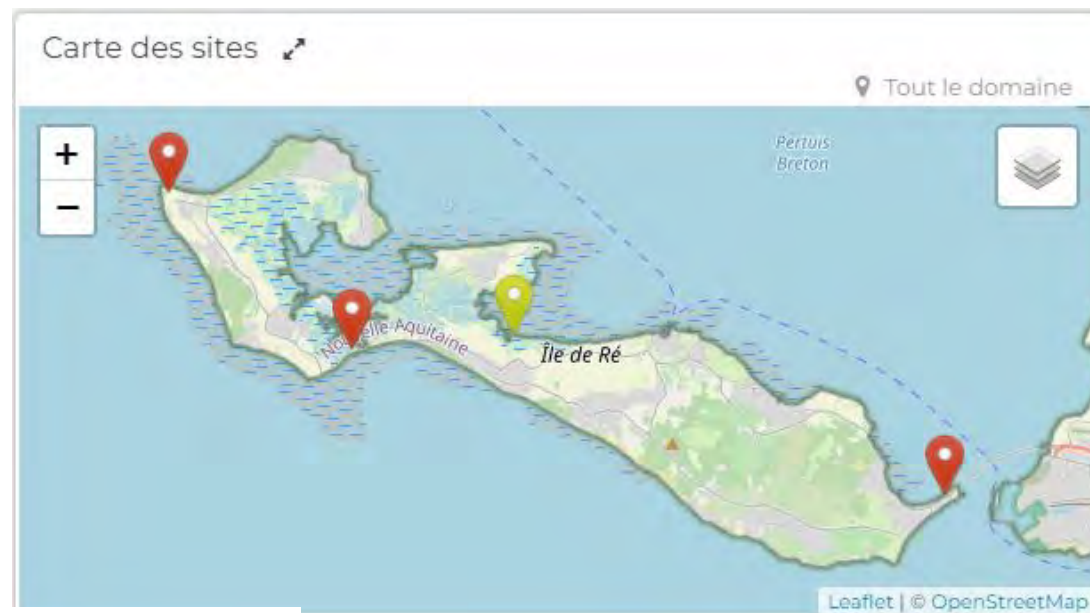 Carte des sites
Tout le domaine
+
−
Pertuis
Breton
Nouvelle-Aquitaine
Île de Ré
Leaflet | © OpenStreetMap